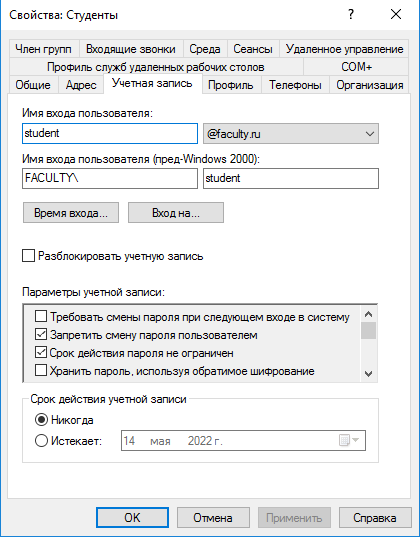 Свойства: Студенты
Член групп Входящие звонки Среда Сеансы Удаленное управление
Профиль служб удаленных рабочих столов COM+
Общие Адрес Учетная запись Профиль Телефоны Организация
Имя входа пользователя:
student @faculty.ru
Имя входа пользователя (пред-Windows 2000):
FACULTY\ student
Время входа... Вход на...
Разблокировать учетную запись
Параметры учетной записи:
Требовать смены пароля при следующем входе в систему
Запретить смену пароля пользователем
Срок действия пароля не ограничен
Хранить пароль, используя обратимое шифрование
Срок действия учетной записи
Никогда
Истекает: 14 мая 2022 г.
OK Отмена Применить Справка